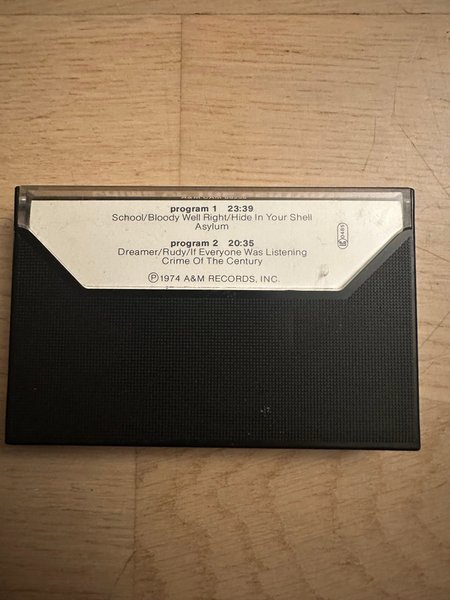 program 1 23:39
School/Bloody Well Right/Hide In Your Shell
Asylum
program 2 20:35
Dreamer/Rudy/If Everyone Was Listening
Crime Of The Century
Ⓟ1974 A&M RECORDS, INC.